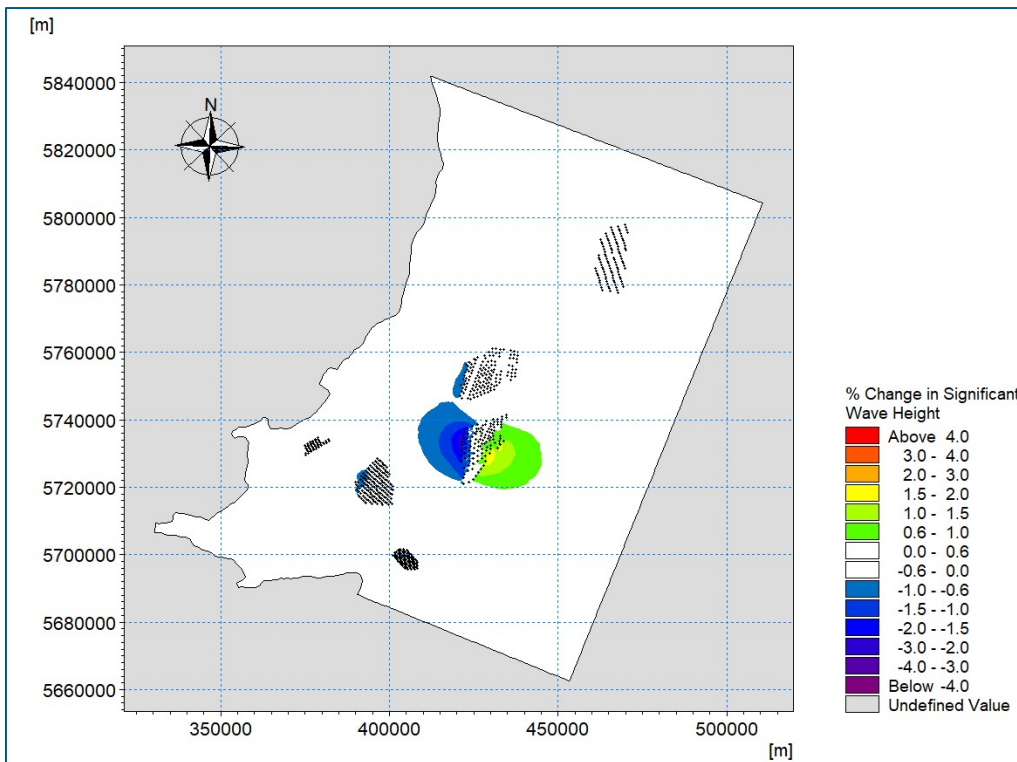 [m]
5840000
5820000
5800000
5780000
5760000
5740000
5720000
5700000
5680000
5660000
N
350000 400000 450000 500000
[m]
% Change in Significant
Wave Height
Above 4.0
3.0 - 4.0
2.0 - 3.0
1.5 - 2.0
1.0 - 1.5
0.6 - 1.0
0.0 - 0.6
-0.6 - 0.0
-1.0 - -0.6
-1.5 - -1.0
-2.0 - -1.5
-3.0 - -2.0
-4.0 - -3.0
Below -4.0
Undefined Value